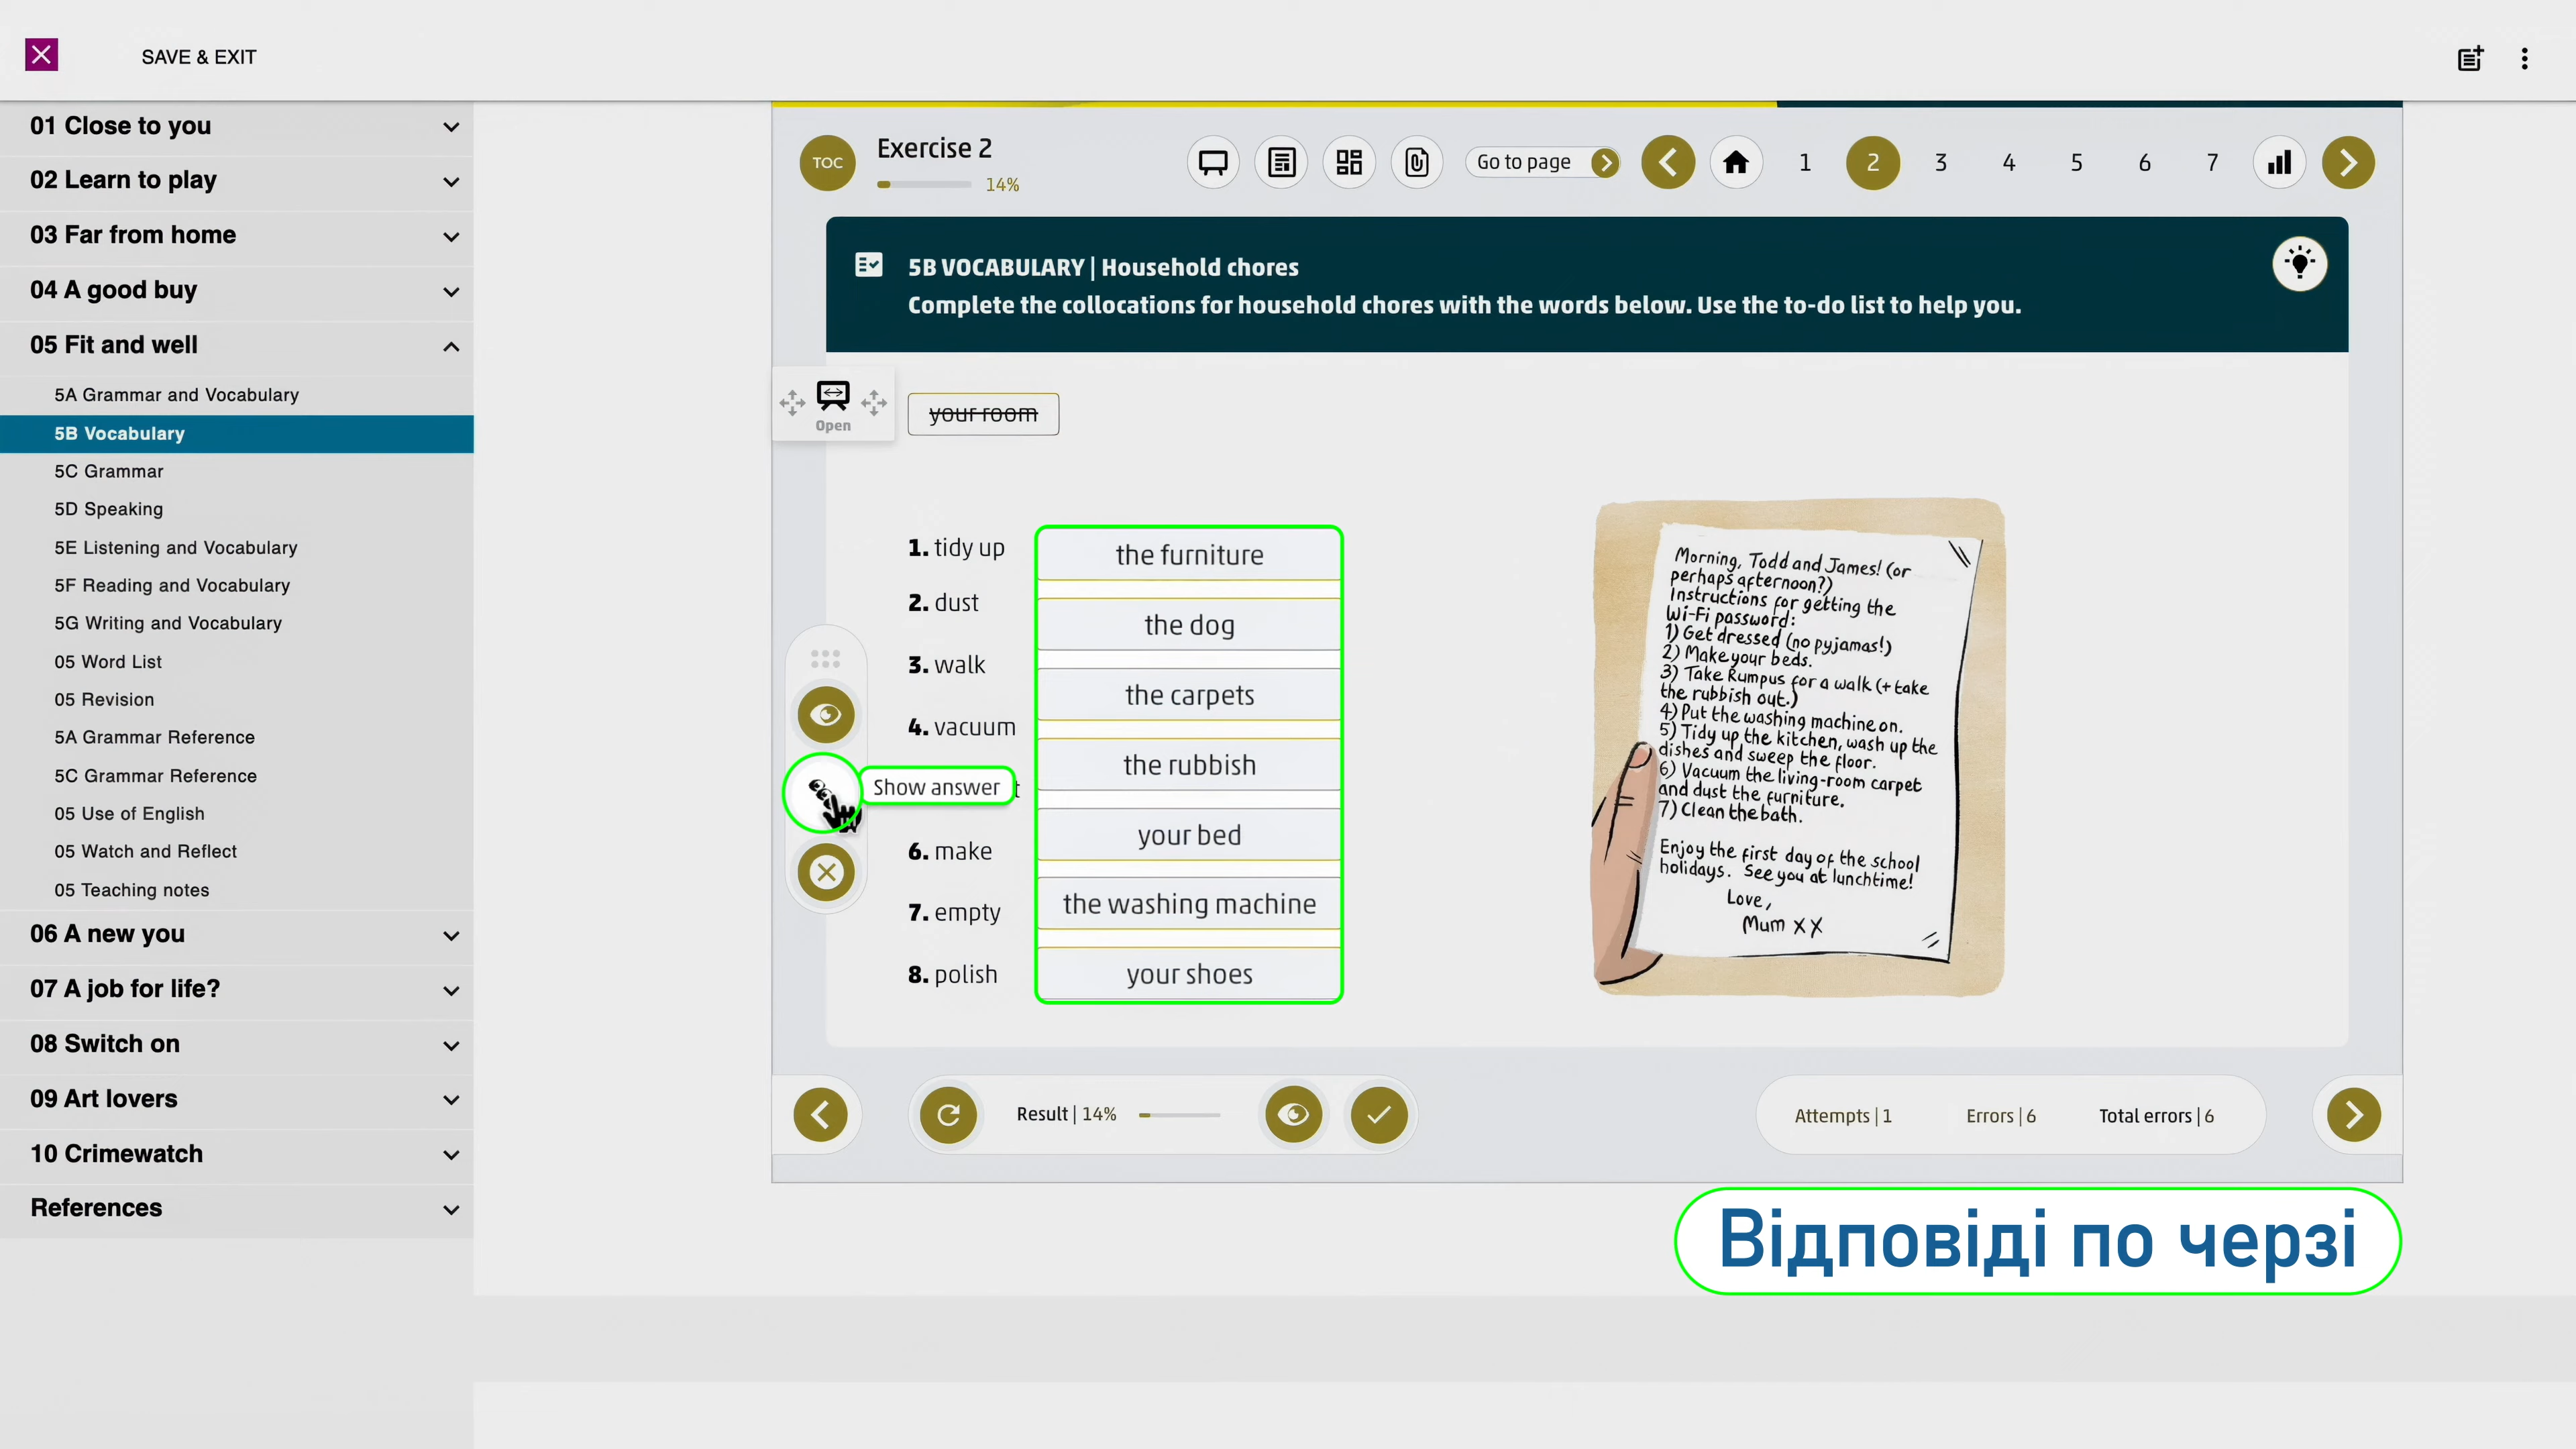 SAVE & EXIT
01 Close to you
02 Learn to play
03 Far from home
04 A good buy
05 Fit and well
5A Grammar and Vocabulary
5B Vocabulary
5C Grammar
5D Speaking
5E Listening and Vocabulary
5F Reading and Vocabulary
5G Writing and Vocabulary
05 Word List
05 Revision
5A Grammar Reference
5C Grammar Reference
05 Use of English
05 Watch and Reflect
05 Teaching notes
06 A new you
07 A job for life?
08 Switch on
09 Art lovers
10 Crimewatch
References
TOC
Exercise 2
14%
Go to page
1 2 3 4 5 6 7
5B VOCABULARY | Household chores
Complete the collocations for household chores with the words below. Use the to-do list to help you.
Open
your room
1. tidy up the furniture
2. dust the dog
3. walk the carpets
4. vacuum the rubbish
Show answer t
your bed
6. make
7. empty the washing machine
8. polish your shoes
Morning, Todd and James! (or
perhaps afternoon?)
Instructions for getting the
Wi-Fi password:
1) Get dressed (no pyjamas!)
2) Make your beds.
3) Take Rumpus for a walk (+ take
the rubbish out.)
4) Put the washing machine on.
5) Tidy up the kitchen, wash up the
dishes and sweep the floor.
6) Vacuum the living-room carpet
and dust the furniture.
7) Clean the bath.
Enjoy the first day of the school
holidays. See you at lunchtime!
Love,
Mum XX
Result | 14%
Attempts | 1 Errors | 6 Total errors | 6
Відповіді по черзі